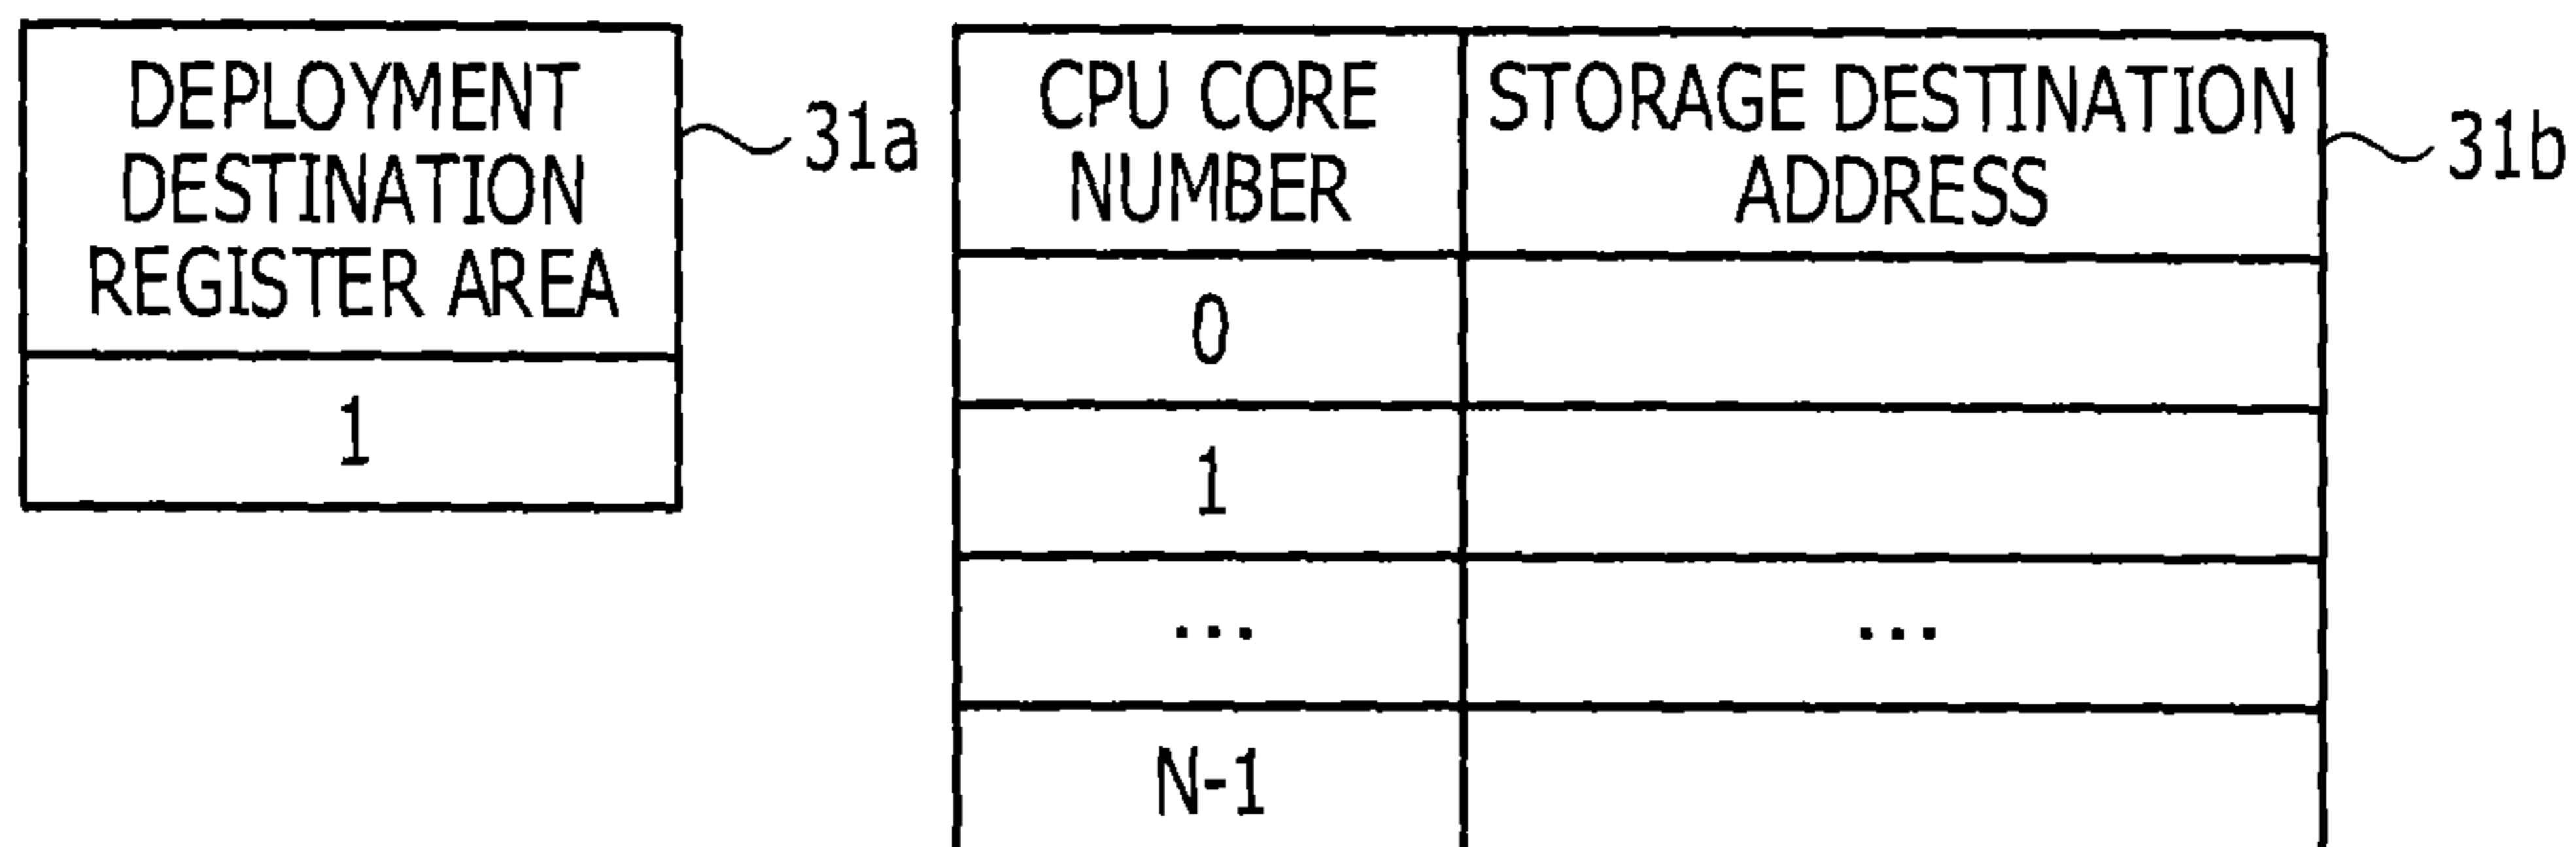 DEPLOYMENT
DESTINATION
REGISTER AREA
1
31a
CPU CORE
NUMBER
STORAGE DESTINATION
ADDRESS
31b
0
1
... ...
N-1